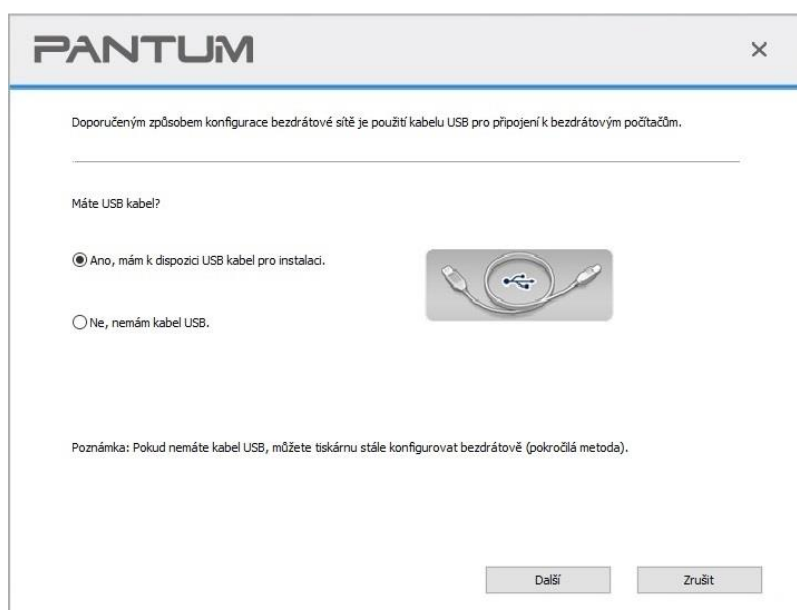 PANTUM
Doporučeným způsobem konfigurace bezdrátové sítě je použití kabelu USB pro připojení k bezdrátovým počítačům.
Máte USB kabel?
Ano, mám k dispozici USB kabel pro instalaci.
Ne, nemám kabel USB.
Poznámka: Pokud nemáte kabel USB, můžete tiskárnu stále konfigurovat bezdrátově (pokročilá metoda).
Další
Zrušit